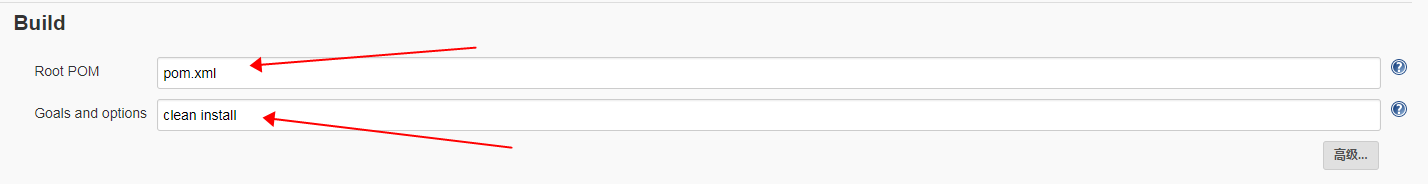 Build
Root POM pom.xml
Goals and options clean install
高级...